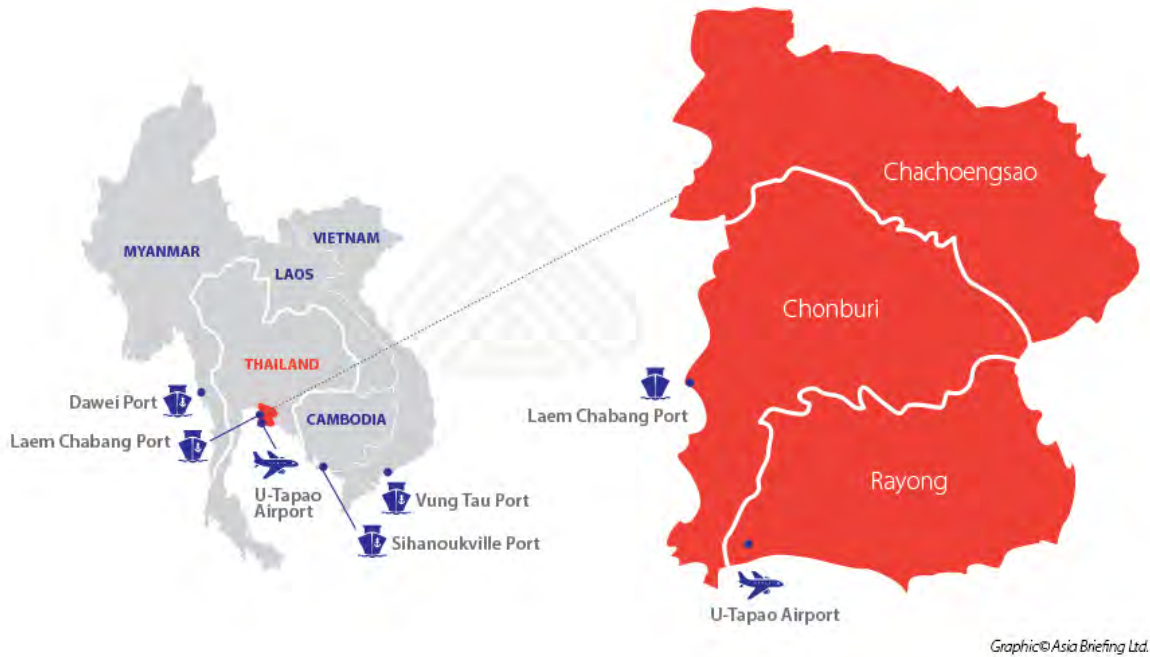 MYANMAR
VIETNAM
LAOS
THAILAND
CAMBODIA
Dawei Port
Laem Chabang Port
U-Tapao
Airport
Vung Tau Port
Sihanoukville Port
Chachoengsao
Chonburi
Laem Chabang Port
Rayong
U-Tapao Airport
Graphic© Asia Briefing Ltd.